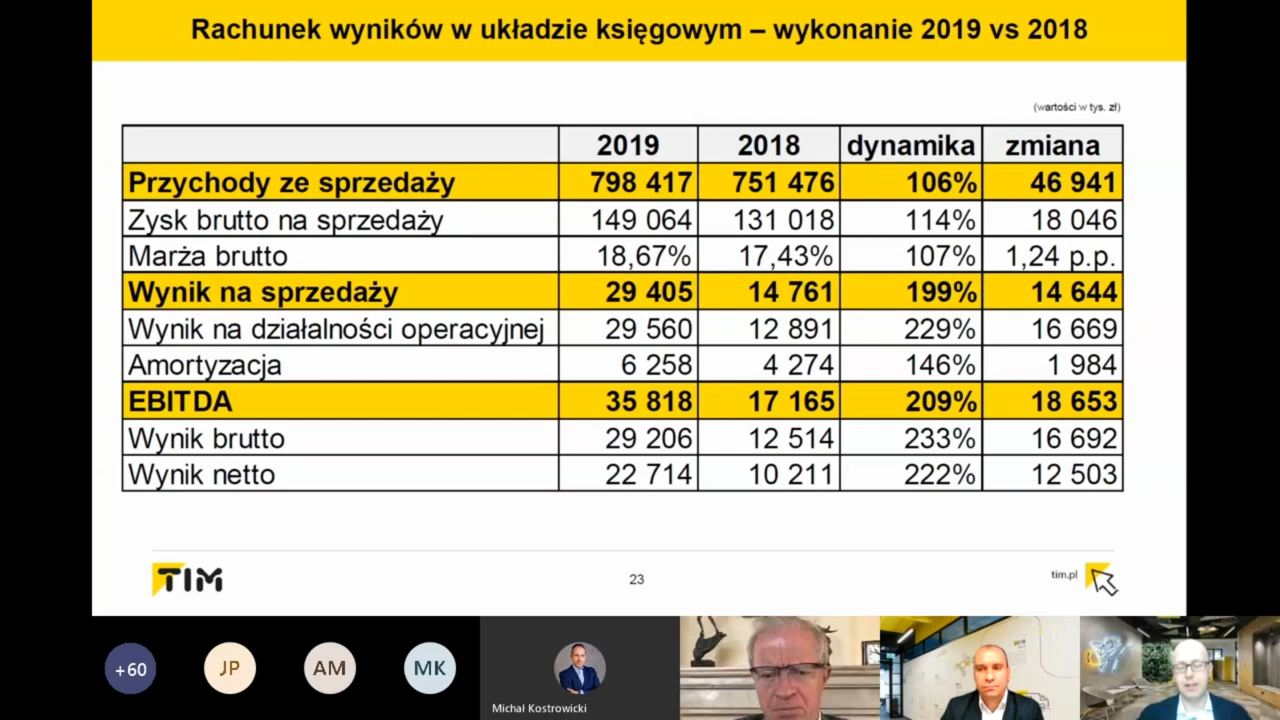 Rachunek wyników w układzie księgowym – wykonanie 2019 vs 2018
(wartości w tys. zł)
2019 2018 dynamika zmiana
Przychody ze sprzedaży 798 417 751 476 106% 46 941
Zysk brutto na sprzedaży 149 064 131 018 114% 18 046
Marża brutto 18,67% 17,43% 107% 1,24 p.p.
Wynik na sprzedaży 29 405 14 761 199% 14 644
Wynik na działalności operacyjnej 29 560 12 891 229% 16 669
Amortyzacja 6 258 4 274 146% 1 984
EBITDA 35 818 17 165 209% 18 653
Wynik brutto 29 206 12 514 233% 16 692
Wynik netto 22 714 10 211 222% 12 503
TIM 23 tim.pl
+60 JP AM MK
Michał Kostrowicki